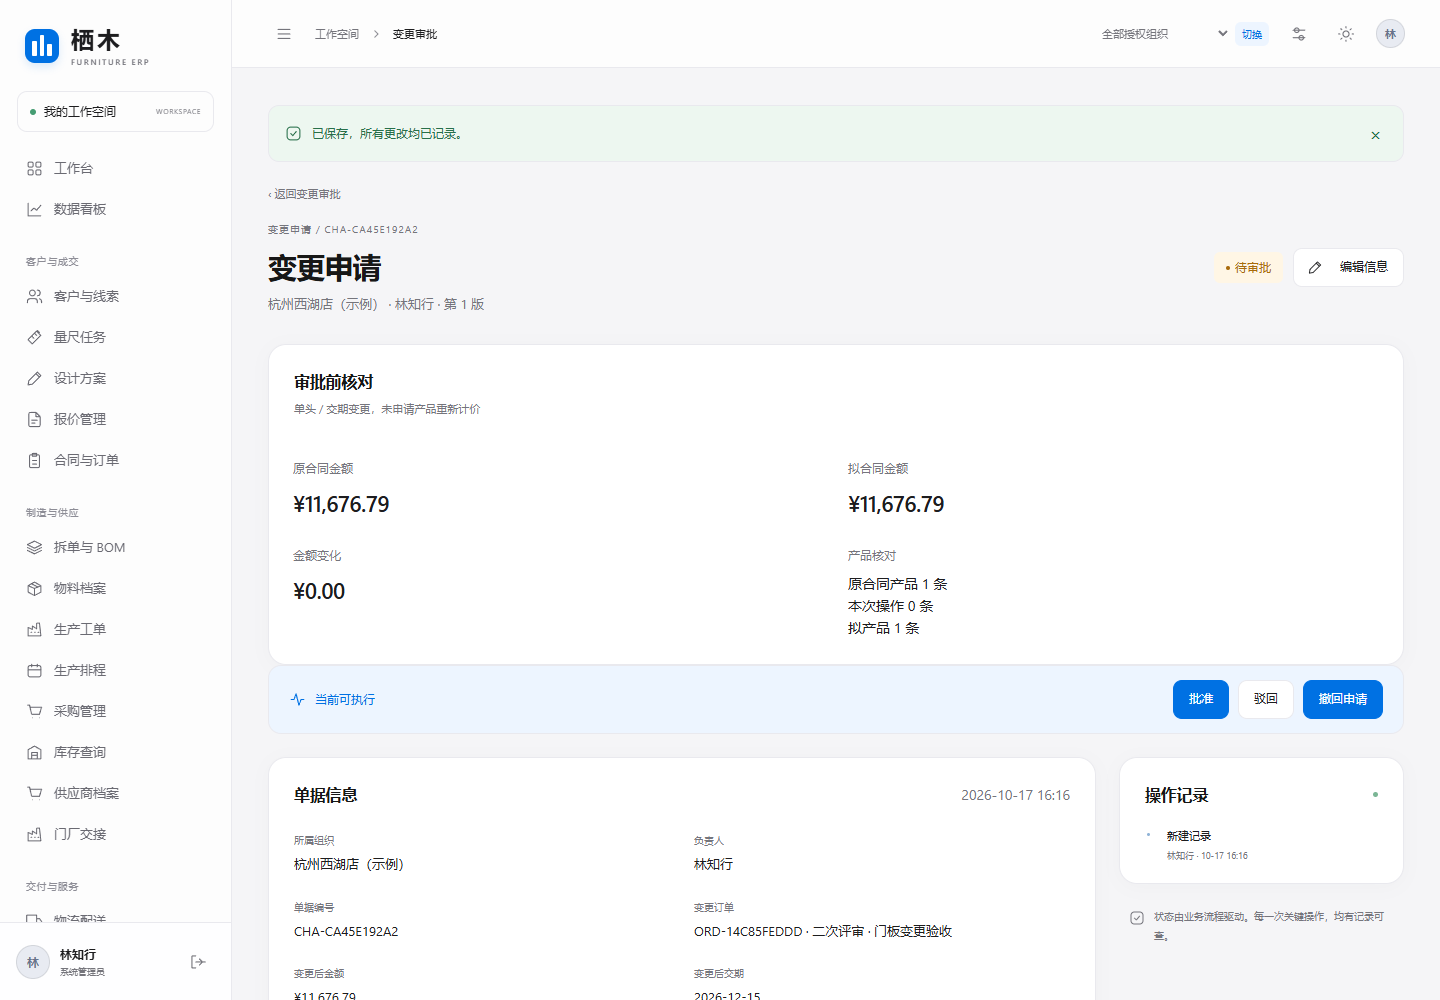 栖木
FURNITURE ERP
我的工作空间
WORKSPACE
工作台
数据看板
客户与成交
客户与线索
量尺任务
设计方案
报价管理
合同与订单
制造与供应
拆单与 BOM
物料档案
生产工单
生产排程
采购管理
库存查询
供应商档案
门厂交接
交付与服务
物流配送
林
林知行
系统管理员
工作空间
变更审批
全部授权组织
切换
林
已保存，所有更改均已记录。
‹ 返回变更审批
变更申请 / CHA-CA45E192A2
变更申请
杭州西湖店（示例） · 林知行 · 第 1 版
待审批
编辑信息
审批前核对
单头 / 交期变更，未申请产品重新计价
原合同金额
¥11,676.79
拟合同金额
¥11,676.79
金额变化
¥0.00
产品核对
原合同产品 1 条
本次操作 0 条
拟产品 1 条
当前可执行
批准
驳回
撤回申请
单据信息
2026-10-17 16:16
所属组织
杭州西湖店（示例）
负责人
林知行
单据编号
CHA-CA45E192A2
变更订单
ORD-14C85FEDDD · 二次评审 · 门板变更验收
变更后金额
¥11,676.79
变更后交期
2026-12-15
操作记录
新建记录
林知行 · 10-17 16:16
状态由业务流程驱动。每一次关键操作，均有记录可
查。